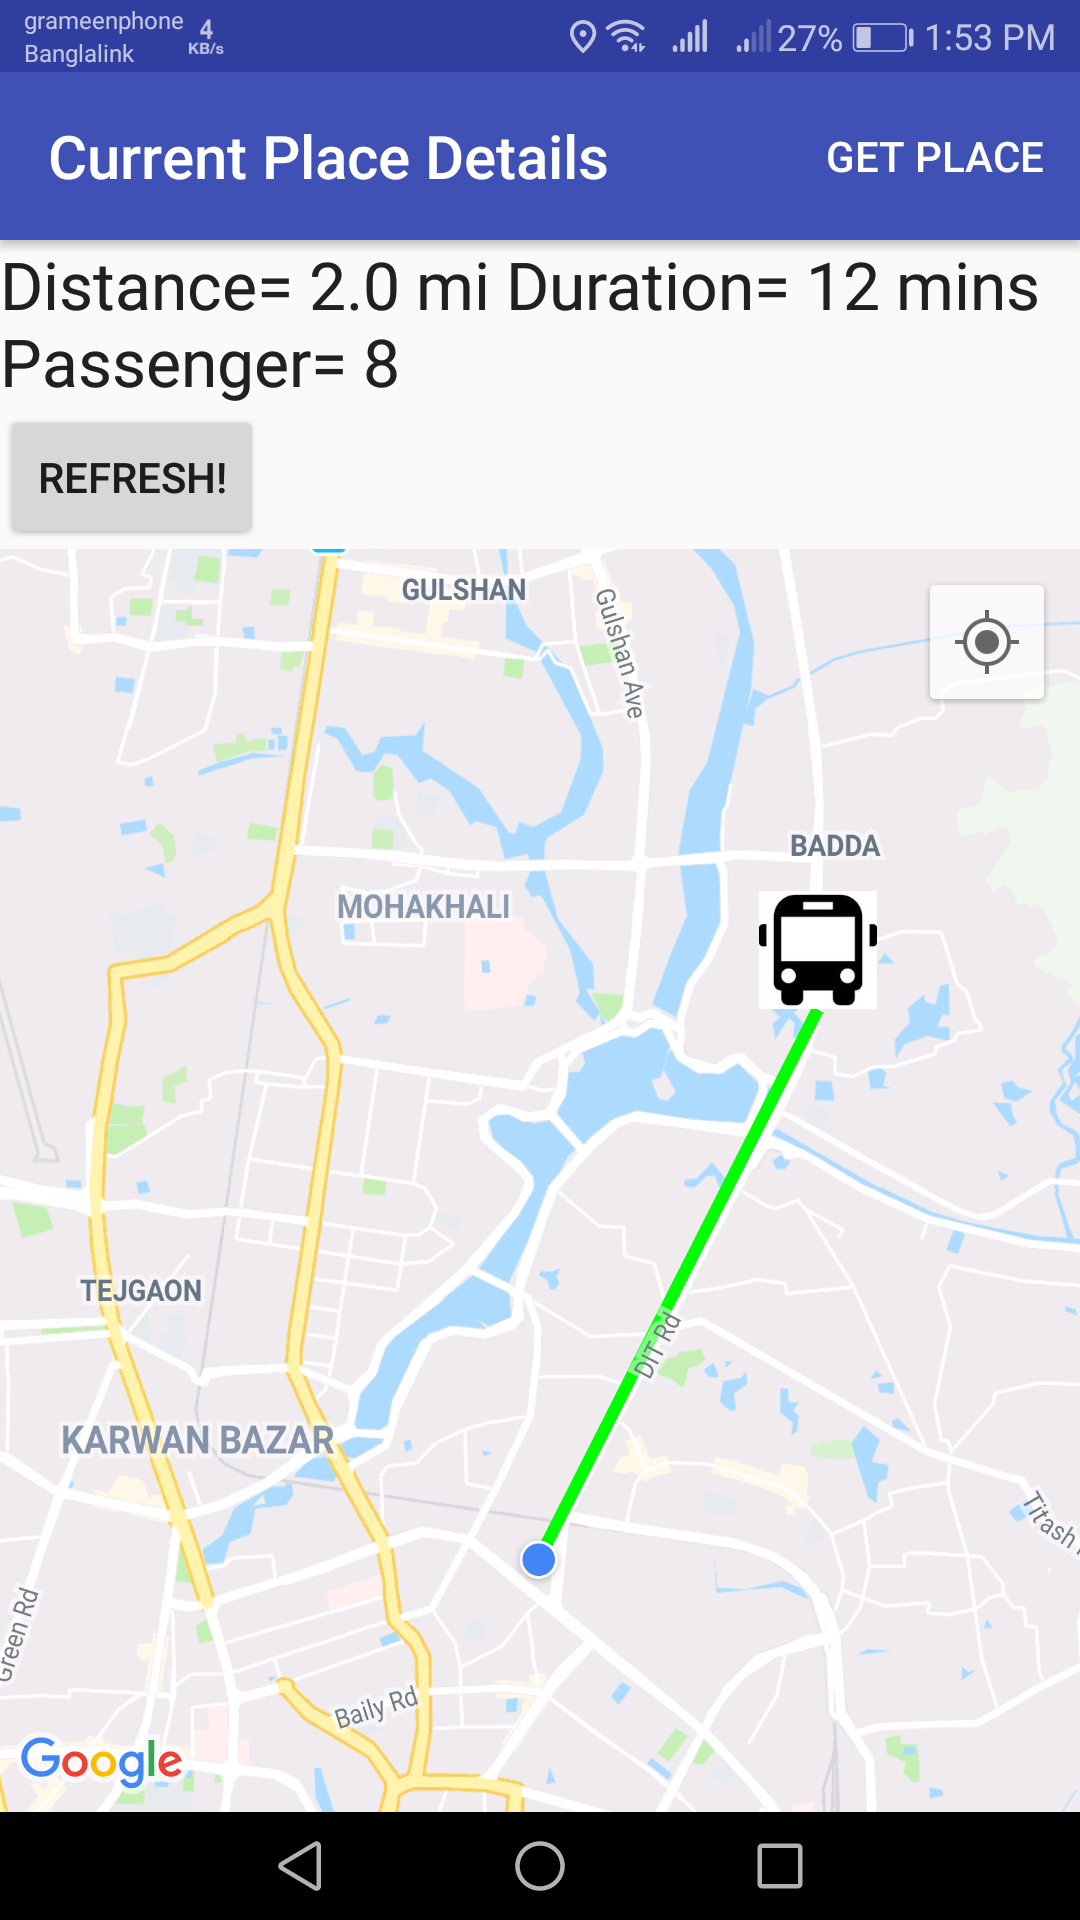 grameenphone
Banglalink
4
KB/s
27%
1:53 PM
Current Place Details
GET PLACE
Distance= 2.0 mi Duration= 12 mins
Passenger= 8
REFRESH!
GULSHAN
Gulshan Ave
BADDA
MOHAKHALI
TEJGAON
DIT Rd
KARWAN BAZAR
Titash
Green Rd
Baily Rd
Google